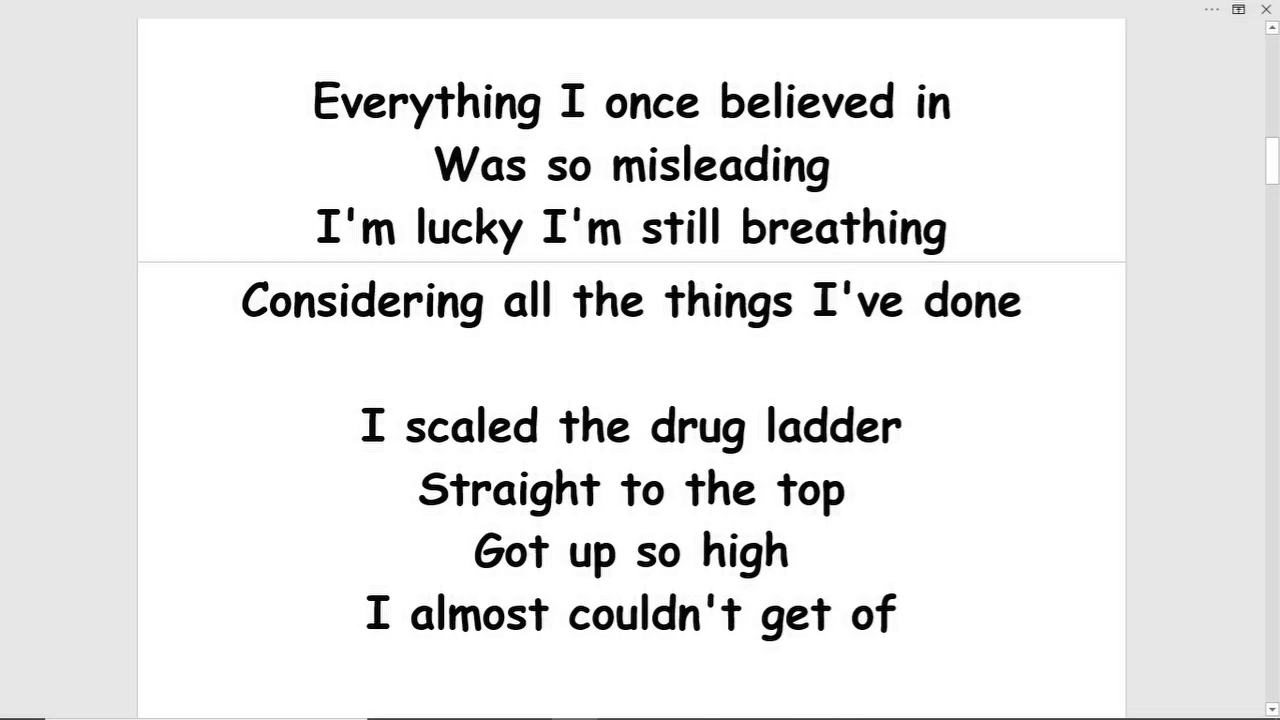 Everything I once believed in
Was so misleading
I'm lucky I'm still breathing
Considering all the things I've done
I scaled the drug ladder
Straight to the top
Got up so high
I almost couldn't get of